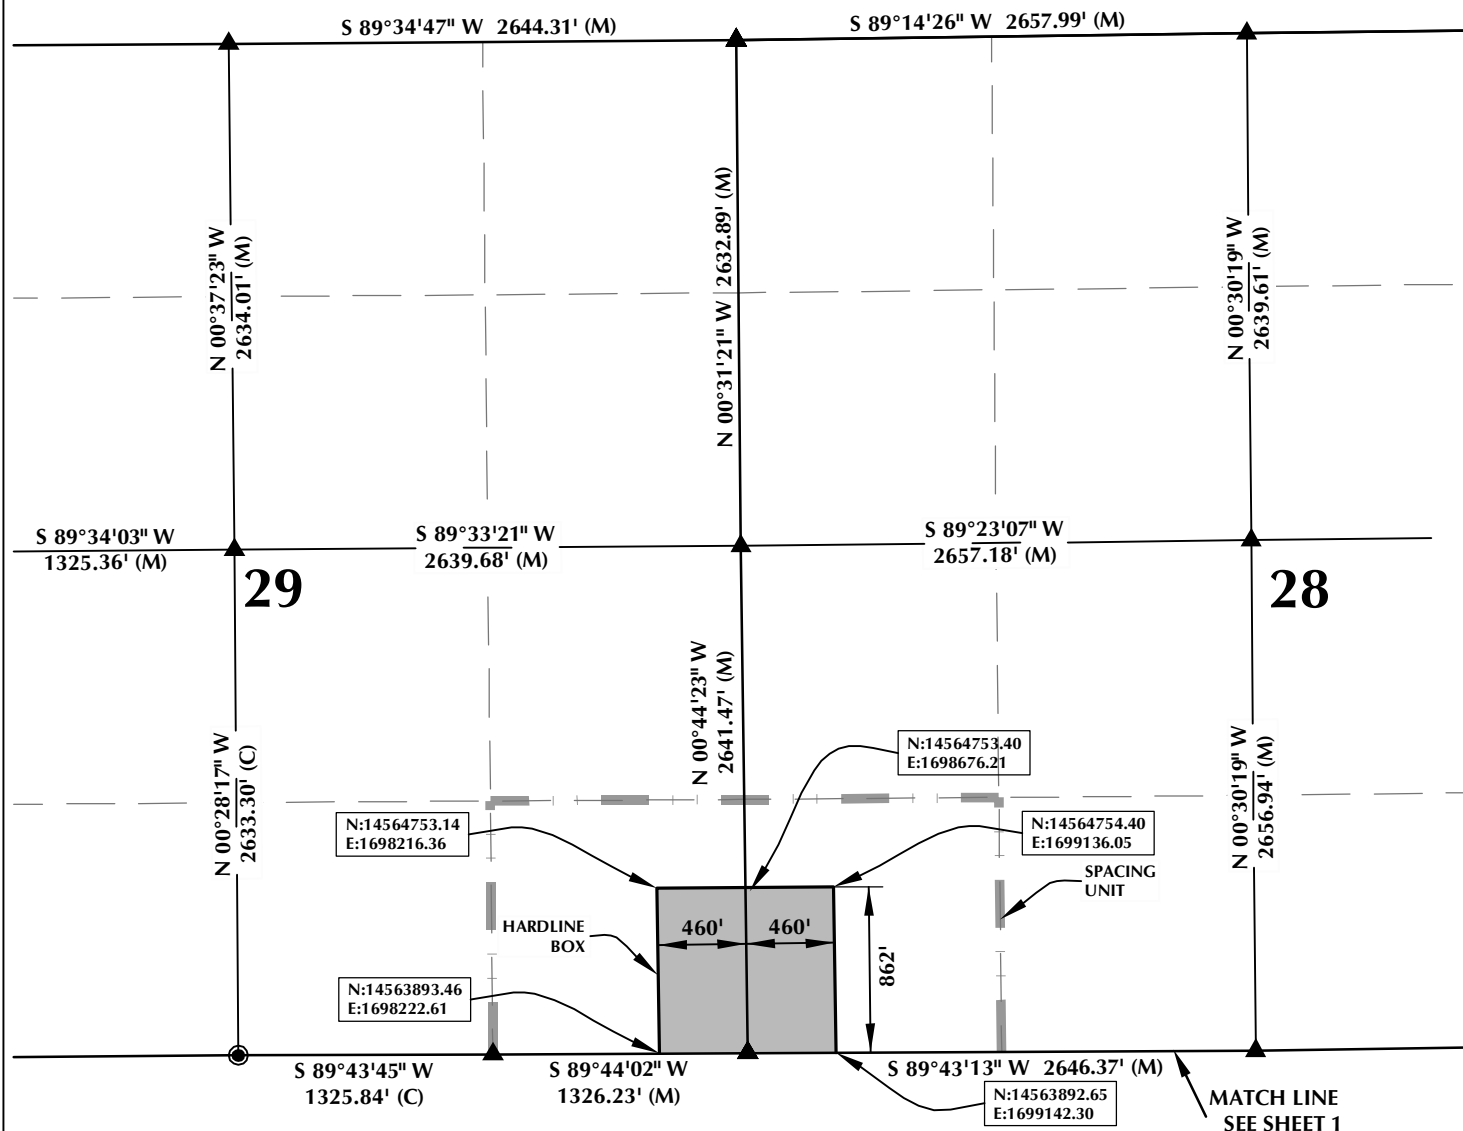 S 89°34'47" W 2644.31' (M)
S 89°14'26" W 2657.99' (M)
N 00°37'23" W
2634.01' (M)
N 00°31'21" W 2632.89' (M)
N 00°30'19" W
2639.61' (M)
S 89°34'03" W
1325.36' (M)
S 89°33'21" W
2639.68' (M)
S 89°23'07" W
2657.18' (M)
29
28
N 00°28'17" W
2633.30' (C)
N 00°44'23" W
2641.47' (M)
N 00°30'19" W
2656.94' (M)
N:14564753.40
E:1698676.21
N:14564753.14
E:1698216.36
N:14564754.40
E:1699136.05
SPACING
UNIT
HARDLINE
BOX
460'
460'
862'
N:14563893.46
E:1698222.61
S 89°43'45" W
1325.84' (C)
S 89°44'02" W
1326.23' (M)
S 89°43'13" W 2646.37' (M)
N:14563892.65
E:1699142.30
MATCH LINE
SEE SHEET 1